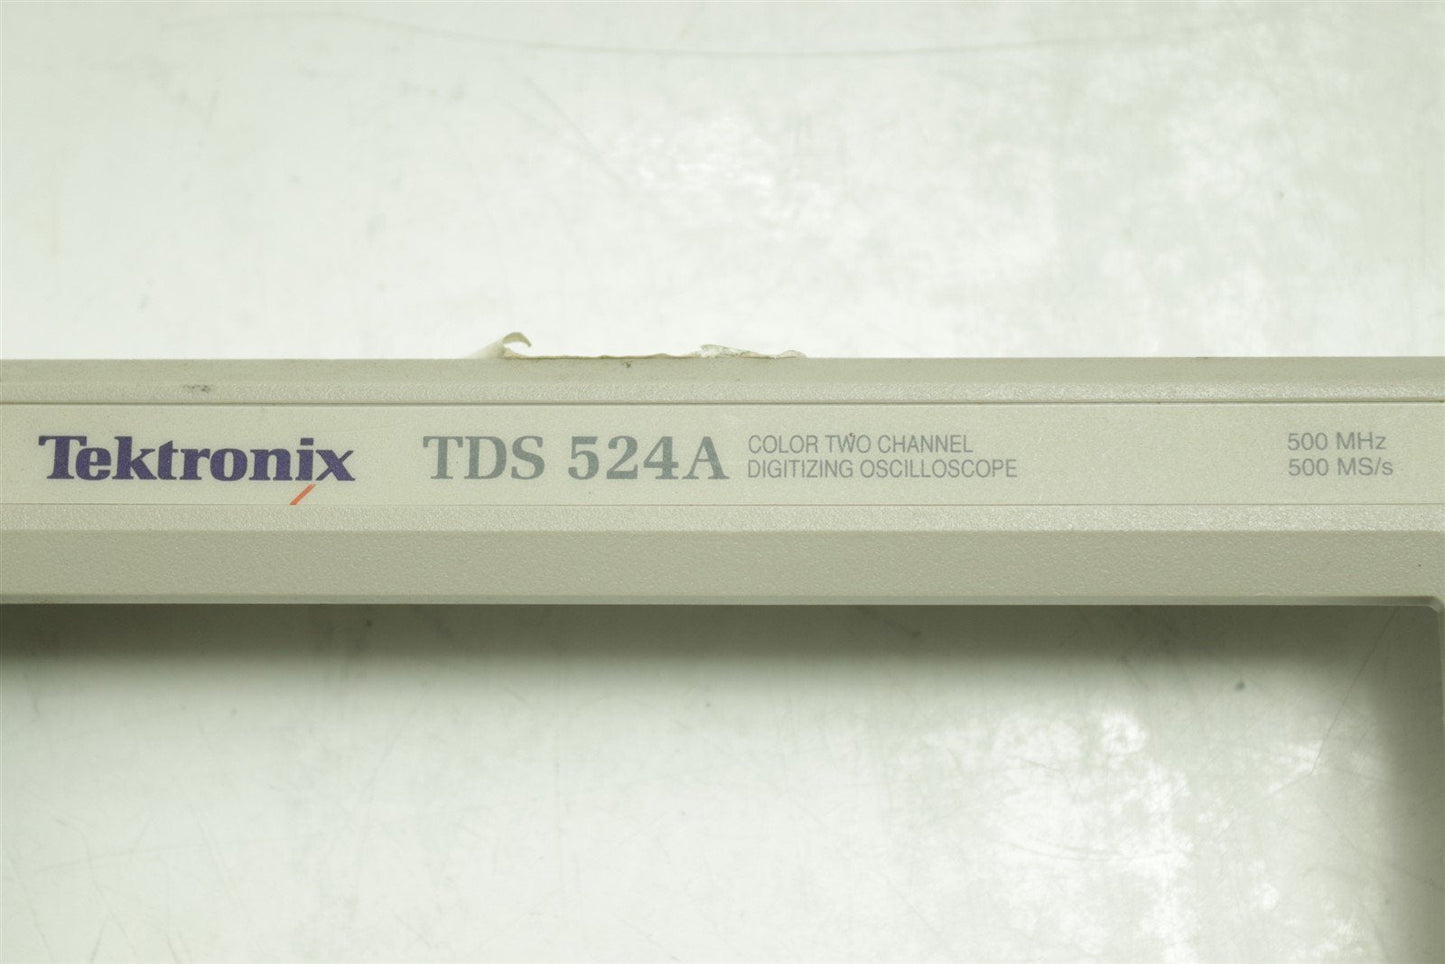 Tektronix TDS 524A
COLOR TWO CHANNEL
DIGITIZING OSCILLOSCOPE
500 MHz
500 MS/s